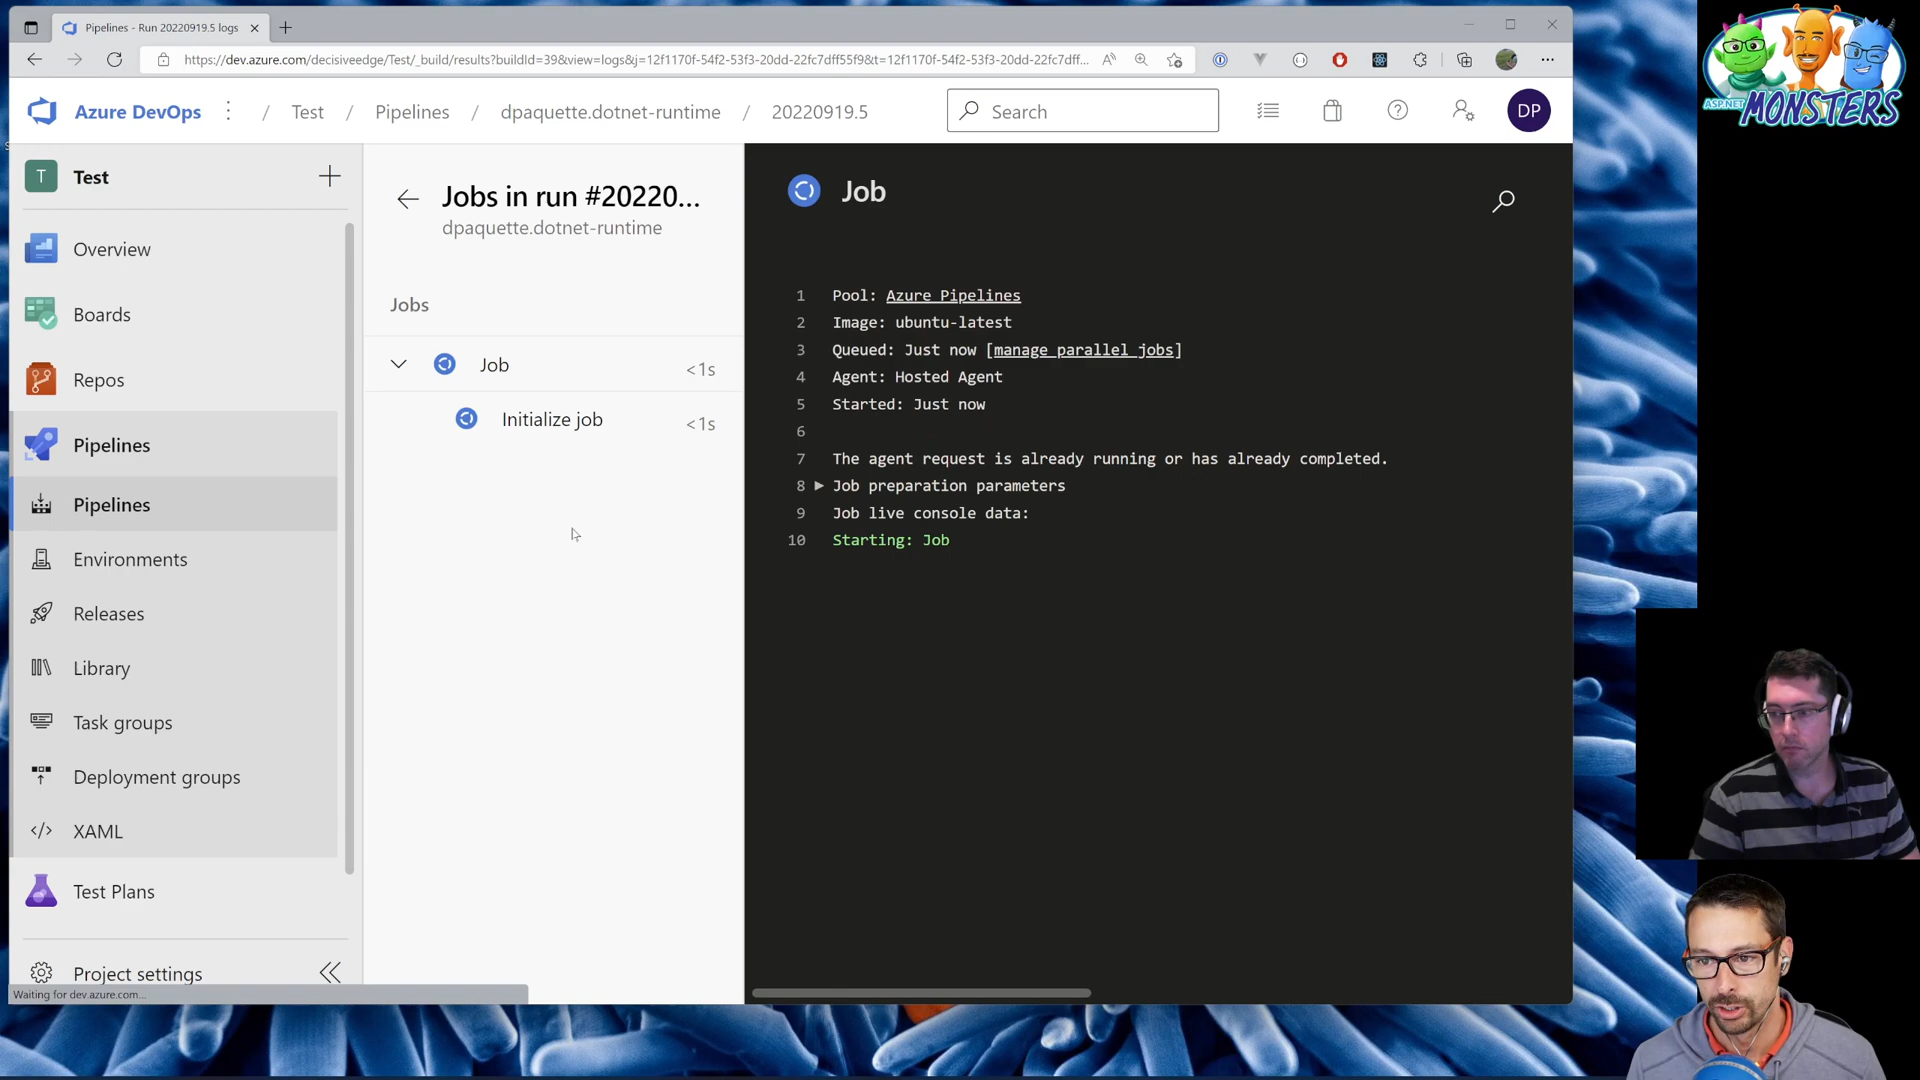 Pipelines - Run 20220919.5 logs
https://dev.azure.com/decisiveedge/Test/_build/results?buildId=39&view=logs&j=12f1170f-54f2-53f3-20dd-22fc7dff55f9&t=12f1170f-54f2-53f3-20dd-22fc7dff...
ASP.NET
MONSTERS
Azure DevOps / Test / Pipelines / dpaquette.dotnet-runtime / 20220919.5
Search
DP
T Test
Overview
Boards
Repos
Pipelines
Pipelines
Environments
Releases
Library
Task groups
Deployment groups
XAML
Test Plans
Project settings
Waiting for dev.azure.com...
Jobs in run #20220...
dpaquette.dotnet-runtime
Jobs
Job <1s
Initialize job <1s
Job
1 Pool: Azure Pipelines
2 Image: ubuntu-latest
3 Queued: Just now [manage parallel jobs]
4 Agent: Hosted Agent
5 Started: Just now
6
7 The agent request is already running or has already completed.
8 Job preparation parameters
9 Job live console data:
10 Starting: Job